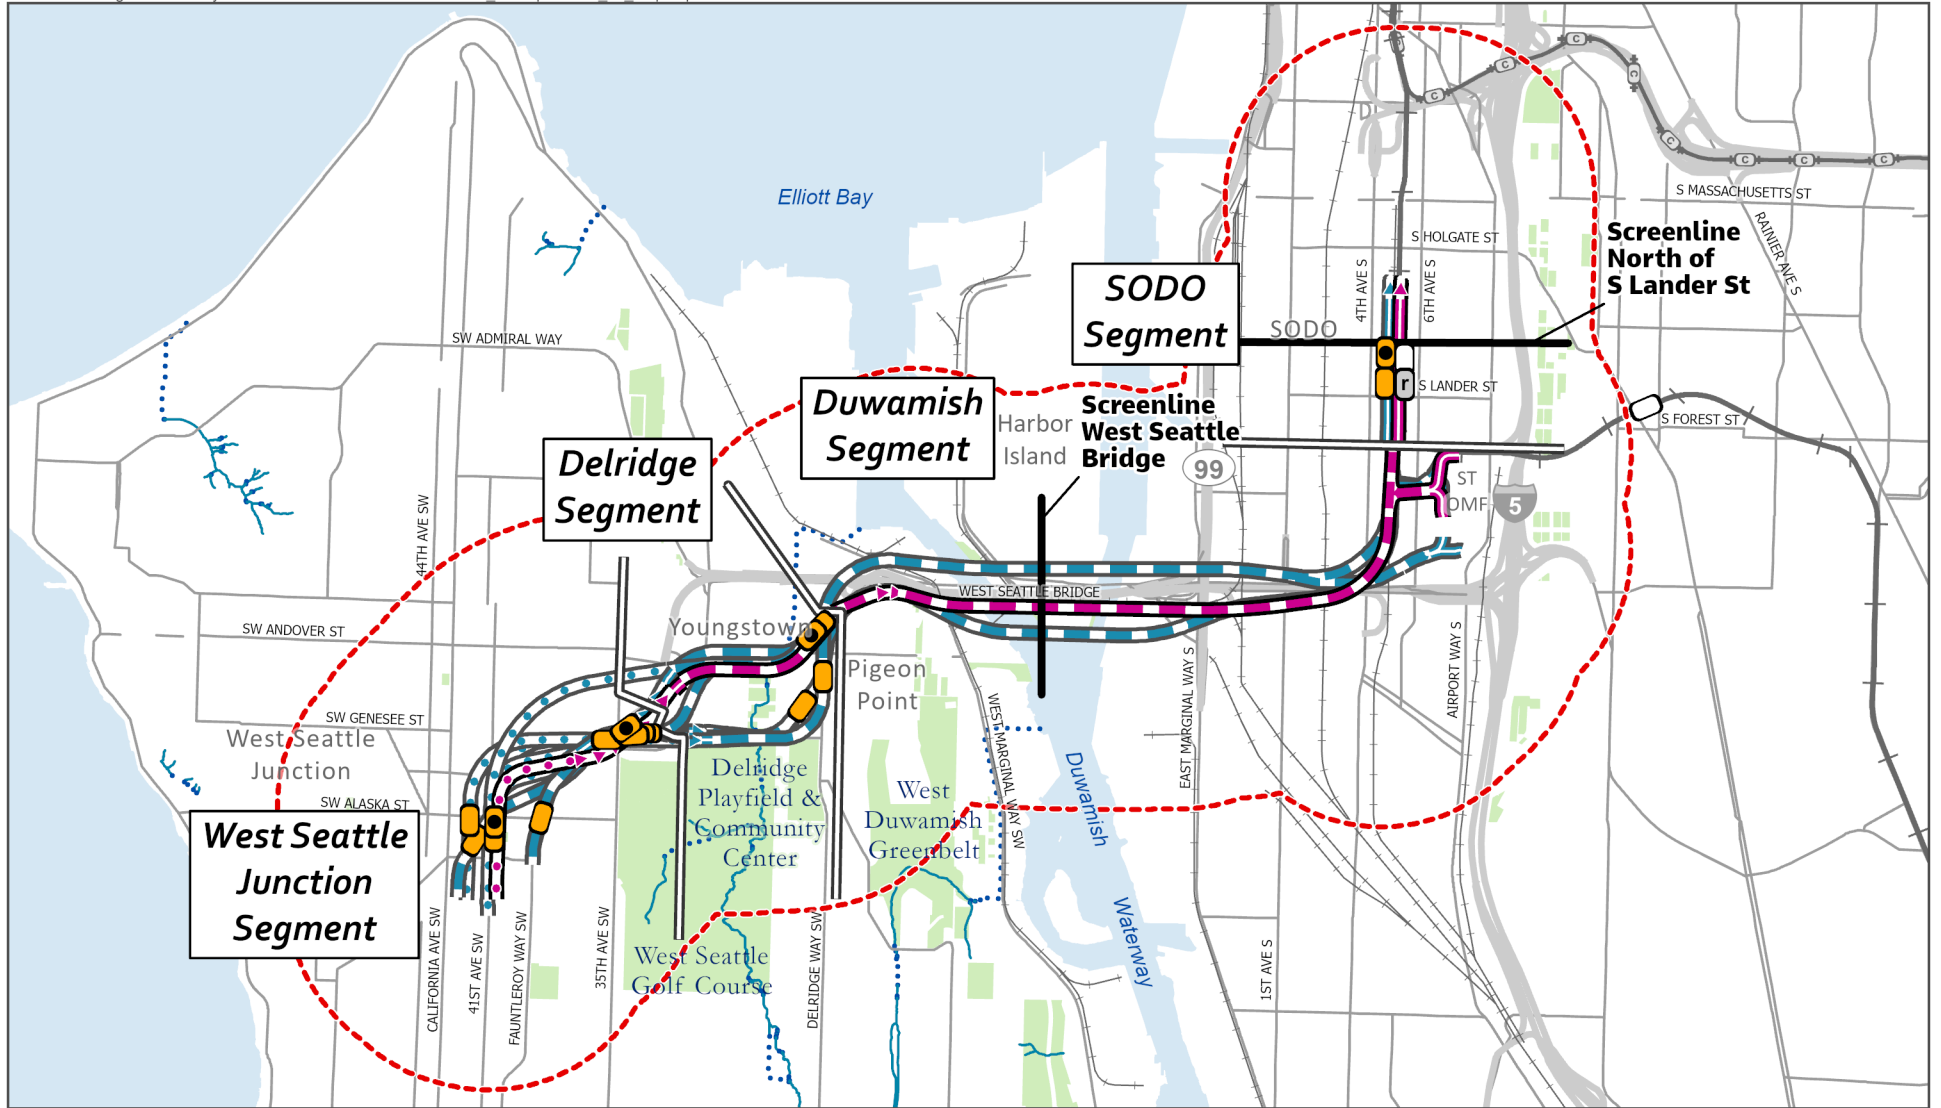 Elliott Bay
S MASSACHUSETTS ST
RAINIER AVE S
S HOLGATE ST
Screenline
North of
S Lander St
4TH AVE S
6TH AVE S
SODO
Segment
SODO
SW ADMIRAL WAY
S LANDER ST
r
S FOREST ST
Duwamish
Segment
Harbor
Island
Screenline
West Seattle
Bridge
99
Delridge
Segment
ST
OMF
5
44TH AVE SW
WEST SEATTLE BRIDGE
SW ANDOVER ST
Youngstown
Pigeon
Point
SW GENESEE ST
West Seattle
Junction
SW ALASKA ST
West Seattle
Junction
Segment
Delridge
Playfield &
Community
Center
West
Duwamish
Greenbelt
WEST MARGINAL WAY SW
Duwamish
Waterway
EAST MARGINAL WAY S
AIRPORT WAY S
1ST AVE S
West Seattle
Golf Course
CALIFORNIA AVE SW
41ST AVE SW
FAUNTLEROY WAY SW
35TH AVE SW
DELRIDGE WAY SW
C
C
C
C
C
C
C
C